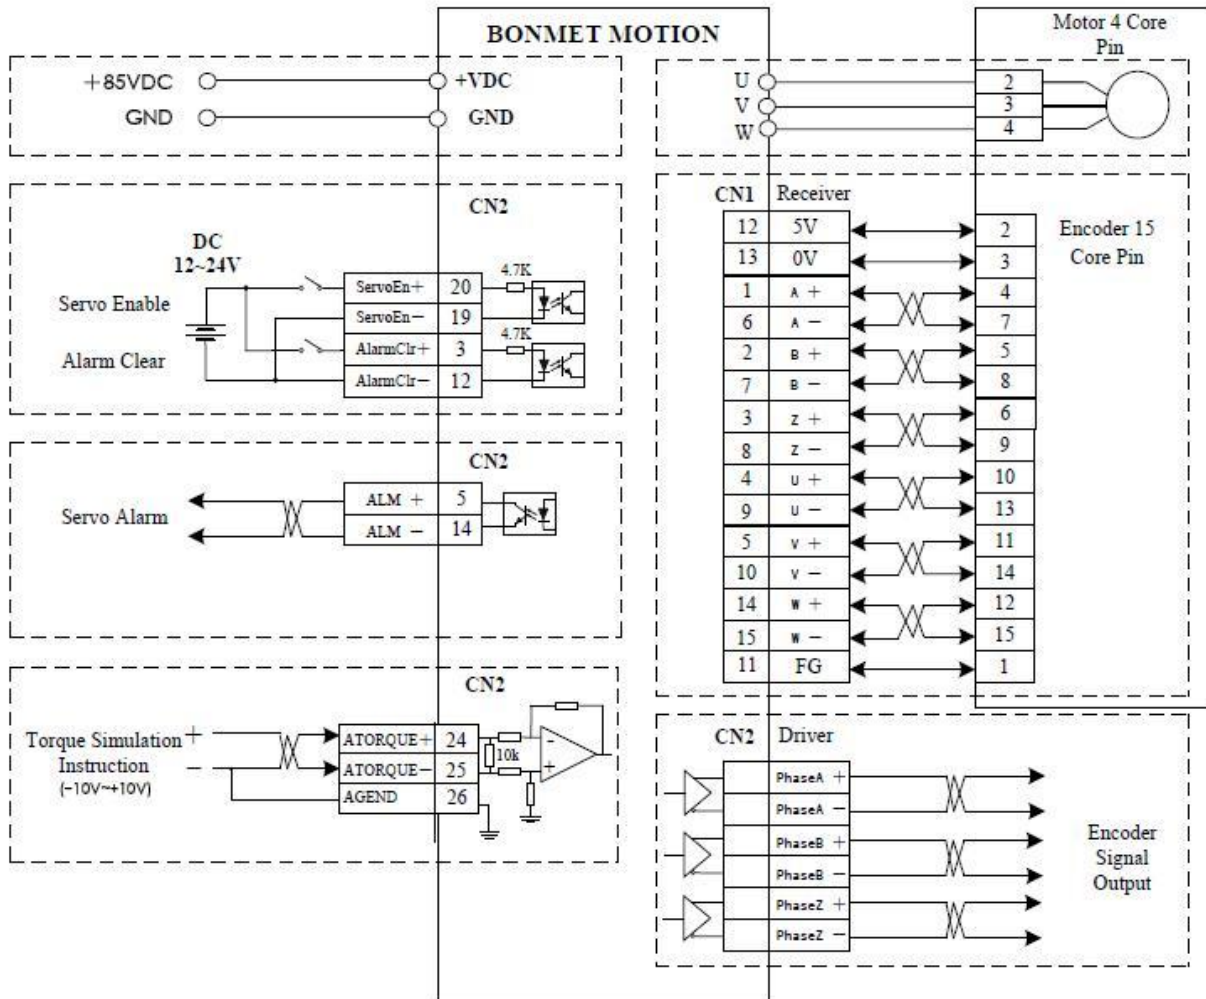 BONMET MOTION
Motor 4 Core
Pin
+85VDC +VDC
GND GND
U 2
V 3
W 4
CN2
DC
12~24V
Servo Enable
Alarm Clear
ServoEn+ 20 4.7K
ServoEn− 19
AlarmClr+ 3 4.7K
AlarmClr− 12
CN2
Servo Alarm
ALM + 5
ALM − 14
CN2
Torque Simulation +
Instruction −
(-10V~+10V)
ATORQUE+ 24
ATORQUE− 25
AGEND 26
10k
-
+
CN1 Receiver
Encoder 15
Core Pin
12 5V 2
13 0V 3
1 A + 4
6 A − 7
2 B + 5
7 B − 8
3 Z + 6
8 Z − 9
4 U + 10
9 U − 13
5 V + 11
10 V − 14
14 W + 12
15 W − 15
11 FG 1
CN2 Driver
PhaseA +
PhaseA −
PhaseB +
PhaseB −
PhaseZ +
PhaseZ −
Encoder
Signal
Output